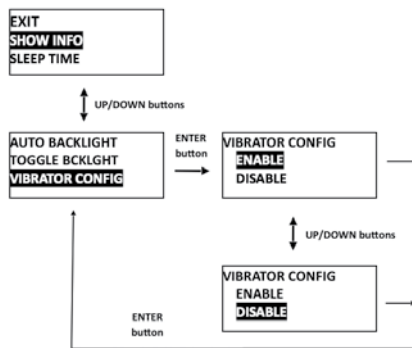 EXIT
SHOW INFO
SLEEP TIME
UP/DOWN buttons
AUTO BACKLIGHT
TOGGLE BCKLGHT
VIBRATOR CONFIG
ENTER
button
VIBRATOR CONFIG
ENABLE
DISABLE
UP/DOWN buttons
VIBRATOR CONFIG
ENABLE
DISABLE
ENTER
button